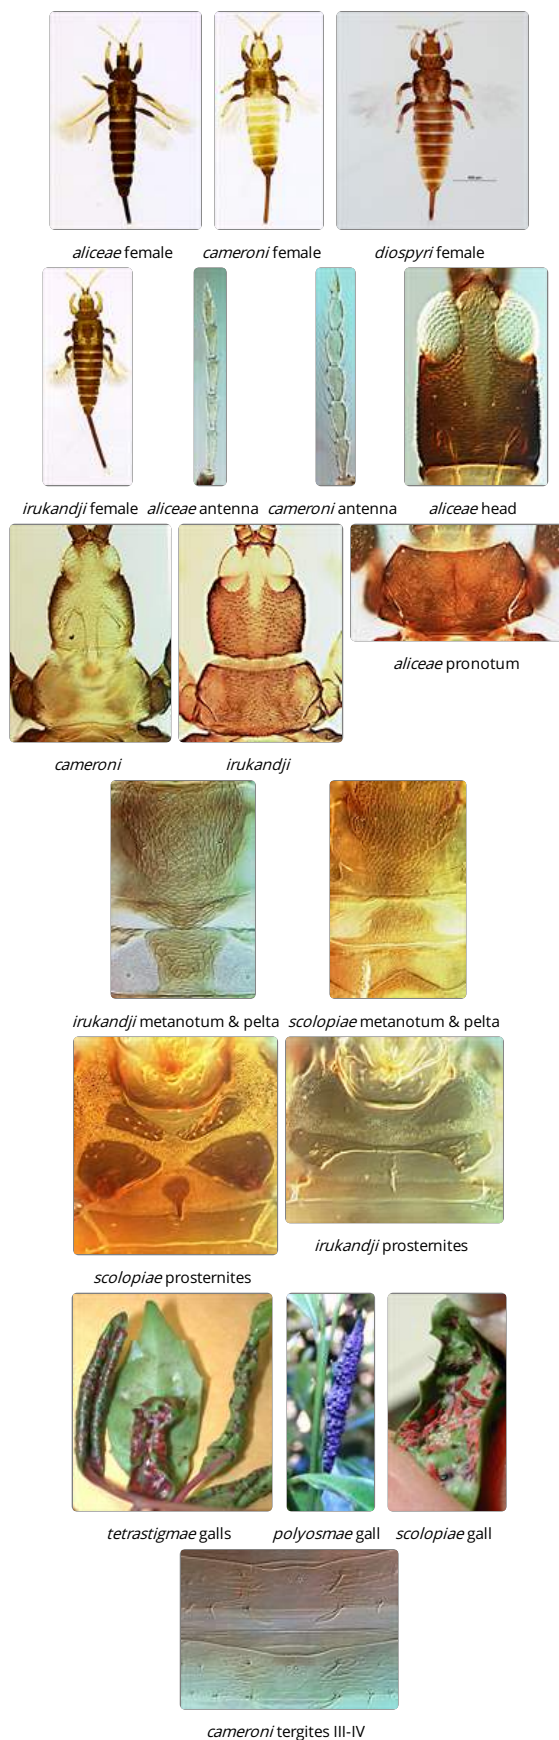 aliceae female cameroni female diospyri female
irukandji female aliceae antenna cameroni antenna aliceae head
aliceae pronotum
cameroni irukandji
irukandji metanotum & pelta scolopiae metanotum & pelta
irukandji prosternites
scolopiae prosternites
tetrastigmae galls polyosmae gall scolopiae gall
cameroni tergites III-IV